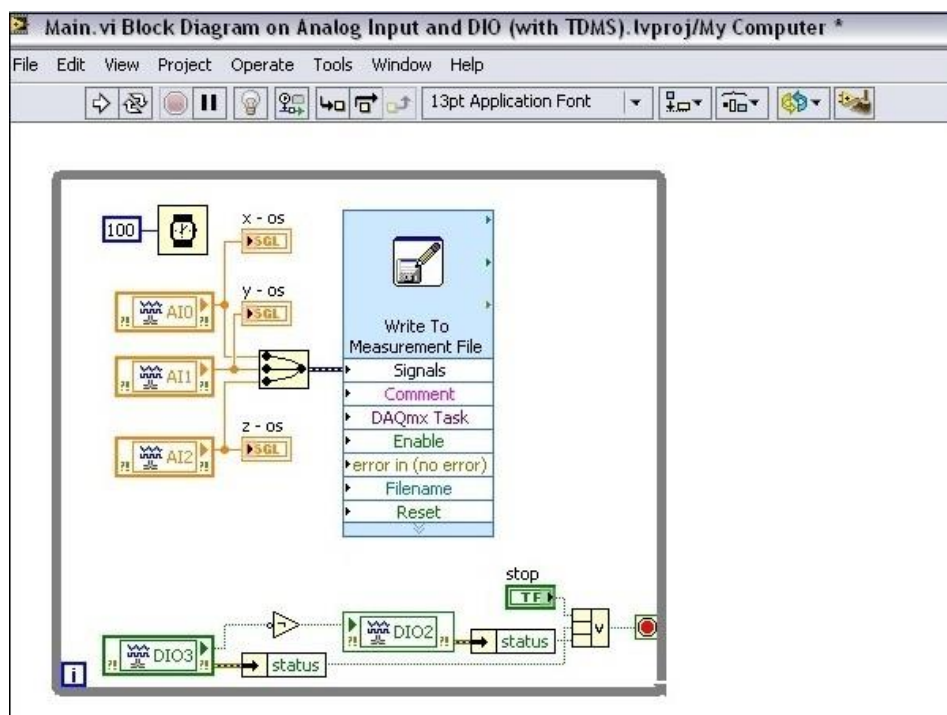 Main.vi Block Diagram on Analog Input and DIO (with TDMS).lvproj/My Computer *
File Edit View Project Operate Tools Window Help
13pt Application Font
100
x - os
SGL
AI0
y - os
SGL
AI1
z - os
SGL
AI2
Write To
Measurement File
Signals
Comment
DAQmx Task
Enable
error in (no error)
Filename
Reset
stop
TF
DIO3
status
DIO2
status
v
i